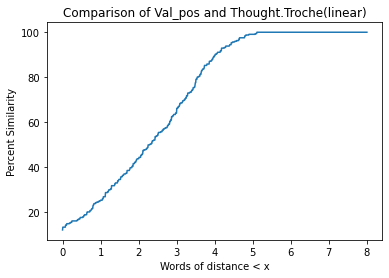 Comparison of Val_pos and Thought.Troche(linear)
100
80
60
40
20
Percent Similarity
0 1 2 3 4 5 6 7 8
Words of distance < x